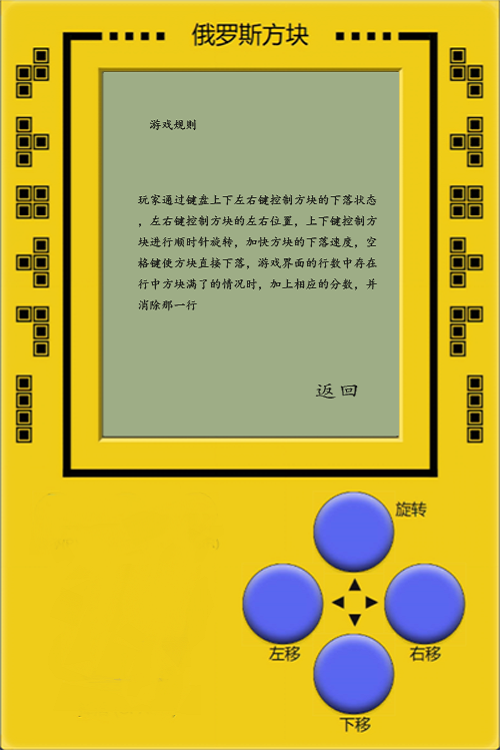 俄罗斯方块
游戏规则
玩家通过键盘上下左右键控制方块的下落状态
，左右键控制方块的左右位置，上下键控制方
块进行顺时针旋转，加快方块的下落速度，空
格键使方块直接下落，游戏界面的行数中存在
行中方块满了的情况时，加上相应的分数，并
消除那一行
返回
旋转
左移
右移
下移